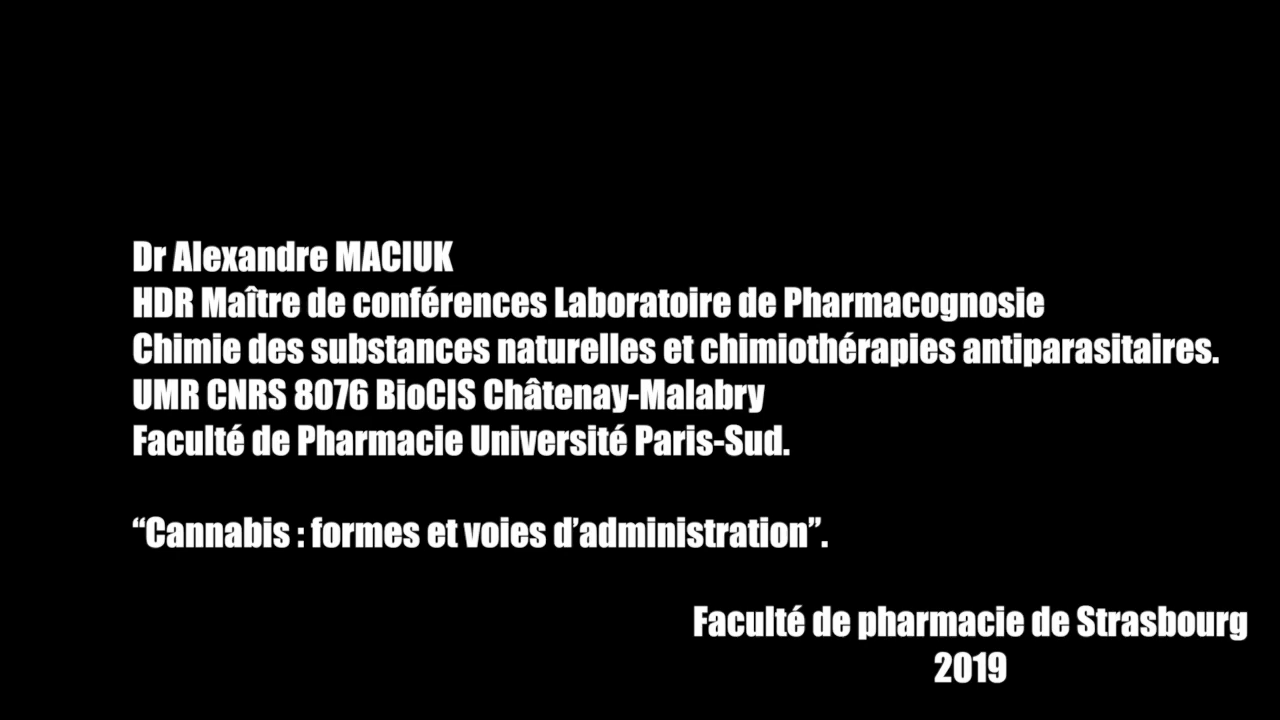 Dr Alexandre MACIUK
HDR Maître de conférences Laboratoire de Pharmacognosie
Chimie des substances naturelles et chimiothérapies antiparasitaires.
UMR CNRS 8076 BioCIS Châtenay-Malabry
Faculté de Pharmacie Université Paris-Sud.
“Cannabis : formes et voies d’administration”.
Faculté de pharmacie de Strasbourg
2019